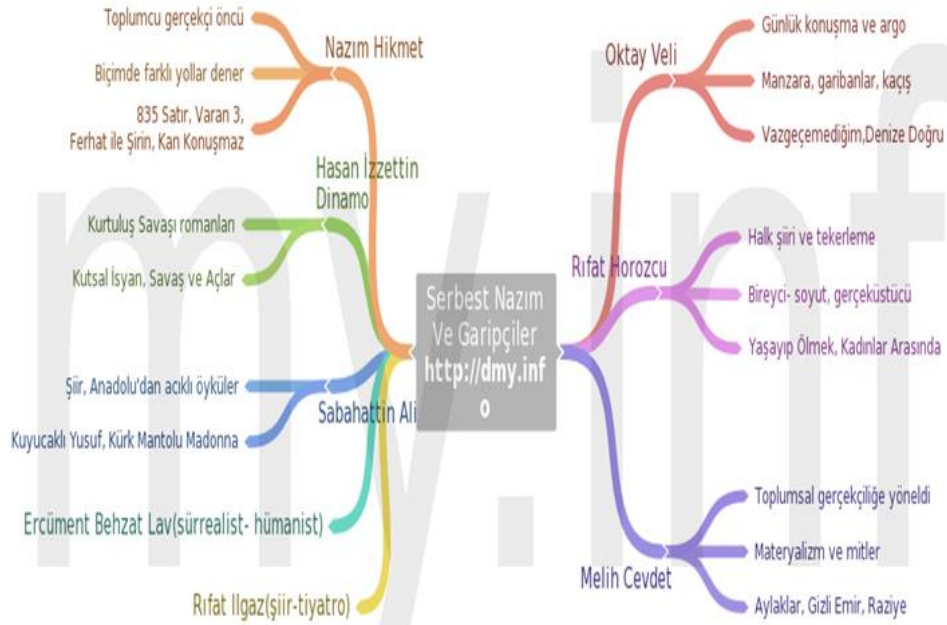 Toplumcu gerçekçi öncü
Nazım Hikmet
Biçimde farklı yollar dener
835 Satır, Varan 3,
Ferhat ile Şirin, Kan Konuşmaz
Hasan İzzettin
Dinamo
Kurtuluş Savaşı romanları
Kutsal İsyan, Savaş ve Açlar
Şiir, Anadolu'dan acıklı öyküler
Sabahattin Ali
Kuyucaklı Yusuf, Kürk Mantolu Madonna
Ercüment Behzat Lav(sürrealist- hümanist)
Rıfat Ilgaz(şiir-tiyatro)
Serbest Nazım
Ve Garipçiler
http://dmy.inf
o
Oktay Veli
Günlük konuşma ve argo
Manzara, garibanlar, kaçış
Vazgeçemediğim,Denize Doğru
Rıfat Horozcu
Halk şiiri ve tekerleme
Bireyci- soyut, gerçeküstücü
Yaşayıp Ölmek, Kadınlar Arasında
Melih Cevdet
Toplumsal gerçekçiliğe yöneldi
Materyalizm ve mitler
Aylaklar, Gizli Emir, Raziye
my.inf